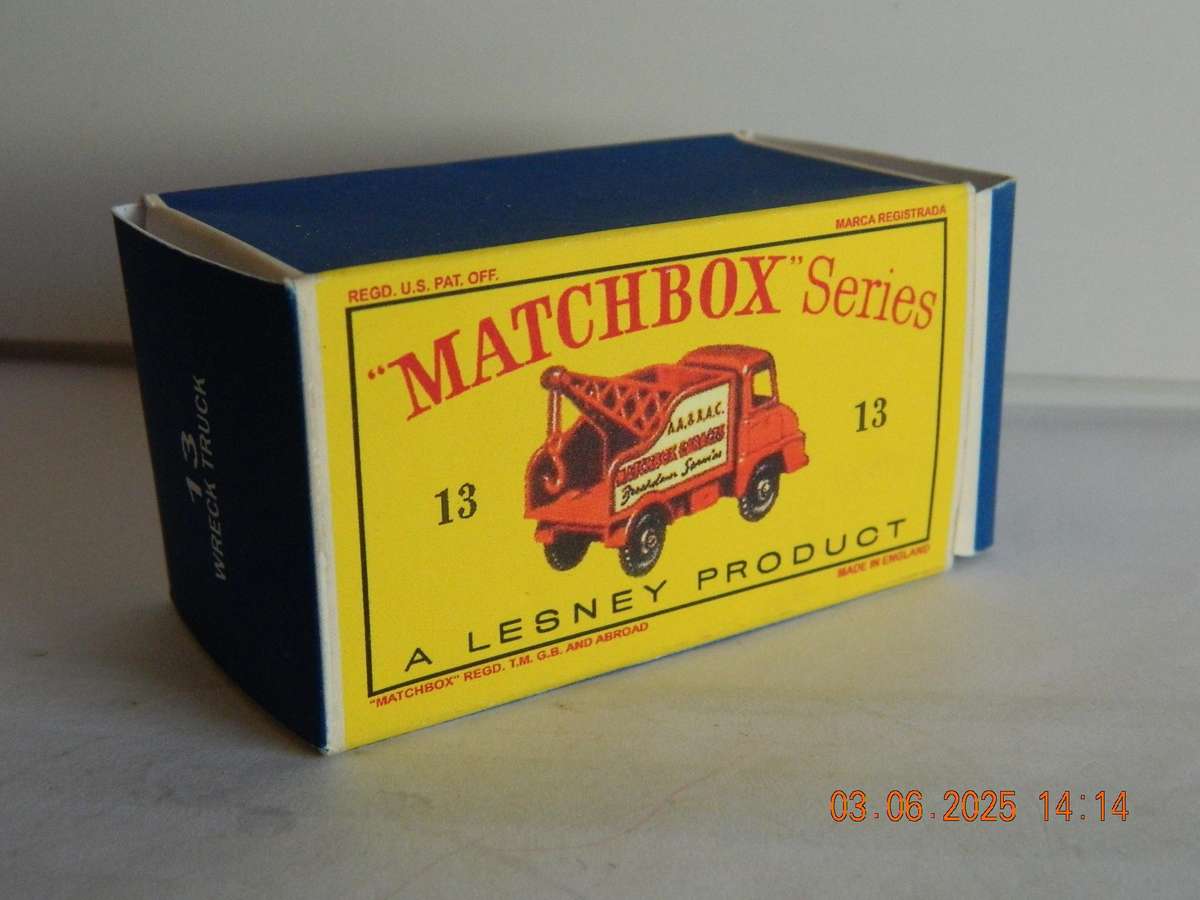 REGD. U.S. PAT. OFF.
MARCA REGISTRADA
"MATCHBOX" Series
13
13
A.A. & R.A.C.
MATCHBOX GARAGES
Breakdown Service
A LESNEY PRODUCT
"MATCHBOX" REGD. T.M. G.B. AND ABROAD
MADE IN ENGLAND
13
WRECK TRUCK
03.06.2025 14:14